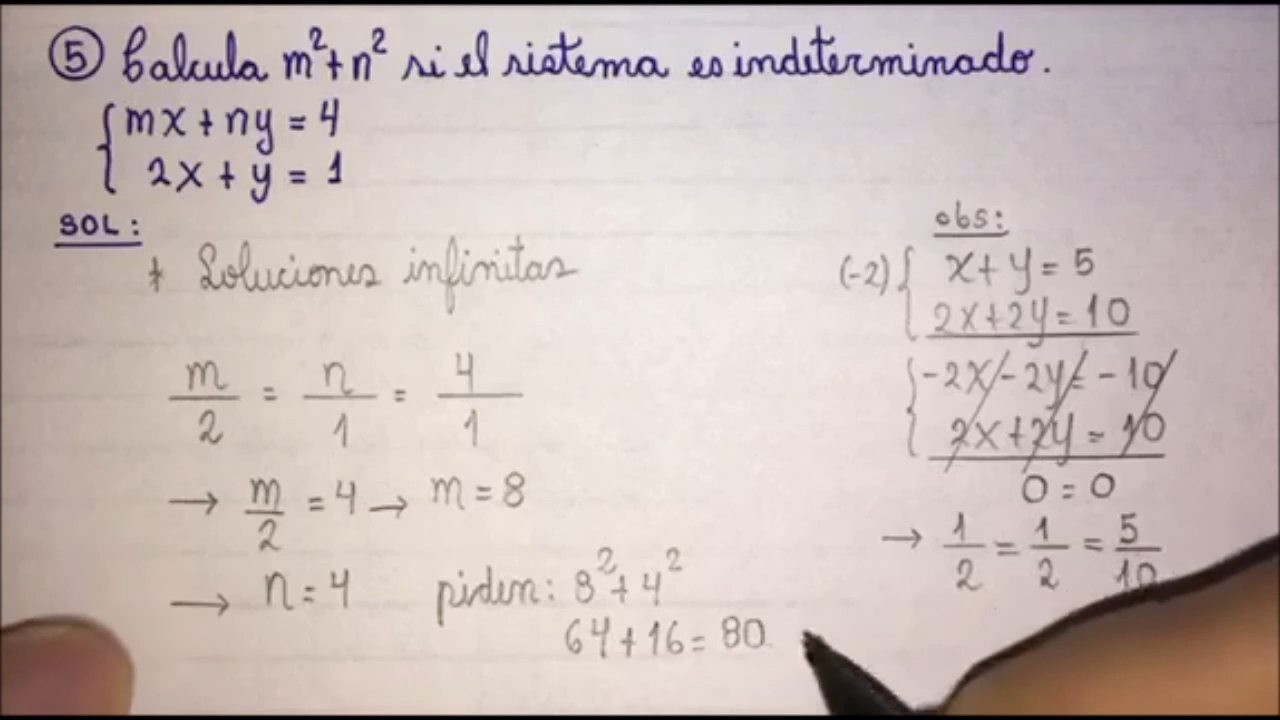 5 Calcula m²+n² si el sistema es indeterminado.
mx + ny = 4
2x + y = 1
SOL:
* Soluciones infinitas
m/2 = n/1 = 4/1
→ m/2 = 4 → m = 8
→ n = 4 piden: 8² + 4²
64 + 16 = 80
obs:
(-2) x + y = 5
2x + 2y = 10
-2x - 2y = -10
2x + 2y = 10
0 = 0
→ 1/2 = 1/2 = 5/10